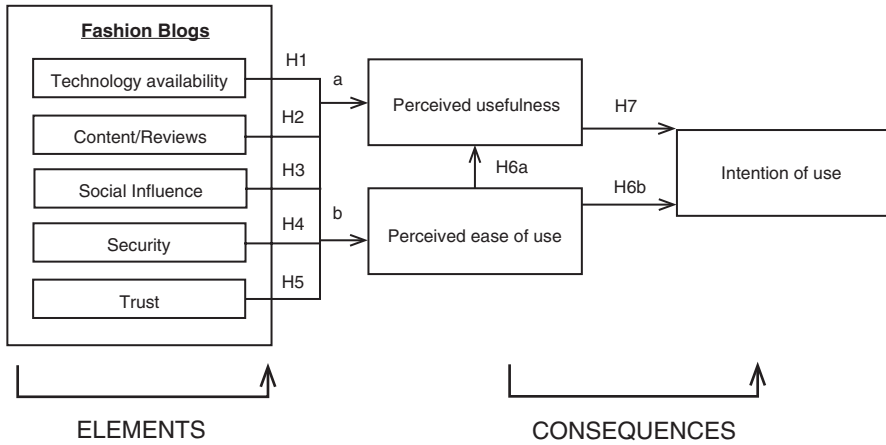 Fashion Blogs
Technology availability
Content/Reviews
Social Influence
Security
Trust
H1
H2
H3
H4
H5
a
b
Perceived usefulness
H6a
Perceived ease of use
H7
H6b
Intention of use
ELEMENTS
CONSEQUENCES